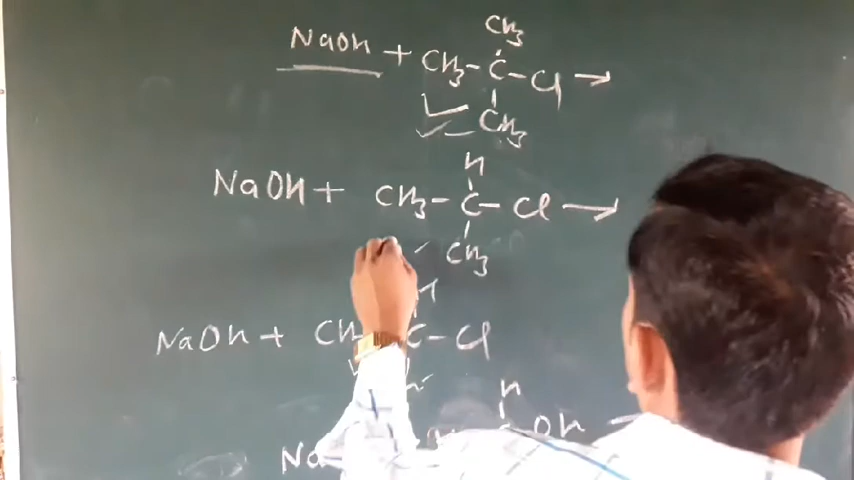 CH3
NaOH + CH3 - C - Cl →
CH3
H
NaOH + CH3 - C - Cl →
CH3
H
NaOH + CH C - Cl
H
H
Na OH